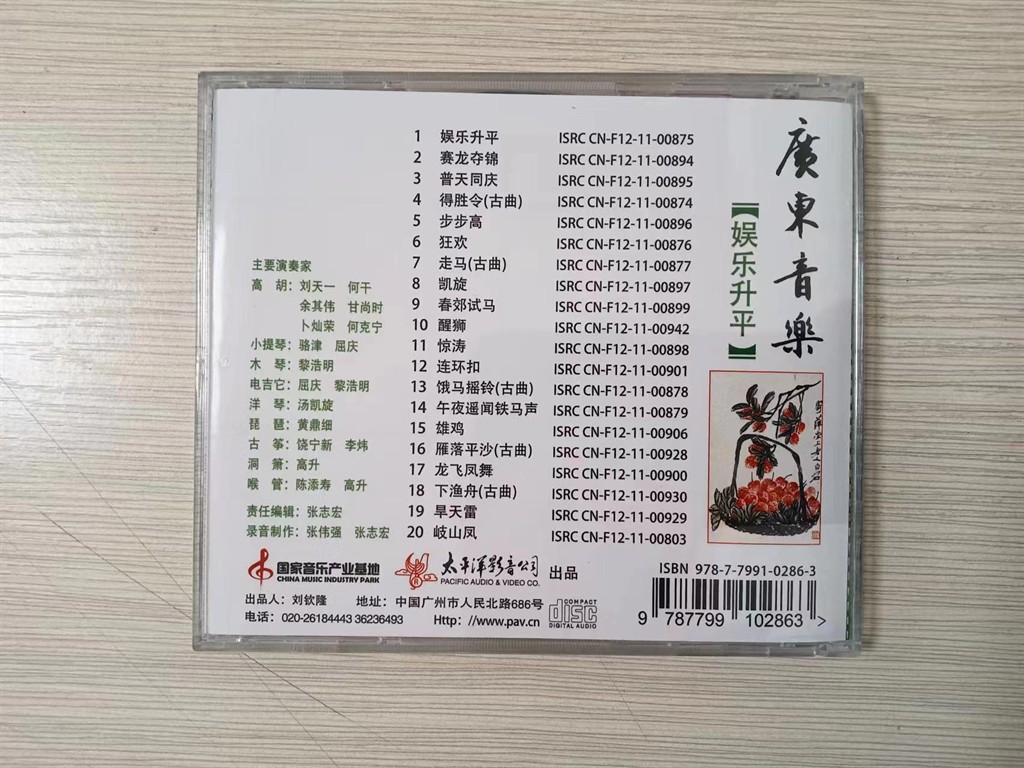 廣東音樂
【娱乐升平】
1 娱乐升平 ISRC CN-F12-11-00875
2 赛龙夺锦 ISRC CN-F12-11-00894
3 普天同庆 ISRC CN-F12-11-00895
4 得胜令(古曲) ISRC CN-F12-11-00874
5 步步高 ISRC CN-F12-11-00896
6 狂欢 ISRC CN-F12-11-00876
7 走马(古曲) ISRC CN-F12-11-00877
8 凯旋 ISRC CN-F12-11-00897
9 春郊试马 ISRC CN-F12-11-00899
10 醒狮 ISRC CN-F12-11-00942
11 惊涛 ISRC CN-F12-11-00898
12 连环扣 ISRC CN-F12-11-00901
13 饿马摇铃(古曲) ISRC CN-F12-11-00878
14 午夜遥闻铁马声 ISRC CN-F12-11-00879
15 雄鸡 ISRC CN-F12-11-00906
16 雁落平沙(古曲) ISRC CN-F12-11-00928
17 龙飞凤舞 ISRC CN-F12-11-00900
18 下渔舟(古曲) ISRC CN-F12-11-00930
19 旱天雷 ISRC CN-F12-11-00929
20 岐山凤 ISRC CN-F12-11-00803
主要演奏家
高 胡：刘天一 何干
余其伟 甘尚时
卜灿荣 何克宁
小提琴：骆津 屈庆
木 琴：黎浩明
电吉它：屈庆 黎浩明
洋 琴：汤凯旋
琵 琶：黄鼎细
古 筝：饶宁新 李炜
洞 箫：高升
喉 管：陈添寿 高升
责任编辑：张志宏
录音制作：张伟强 张志宏
国家音乐产业基地
CHINA MUSIC INDUSTRY PARK
太平洋影音公司
PACIFIC AUDIO & VIDEO CO.
出品
出品人：刘钦隆 地址：中国广州市人民北路686号
电话：020-26184443 36236493 Http：//www.pav.cn
COMPACT
disc
DIGITAL AUDIO
ISBN 978-7-7991-0286-3
9 787799 102863 >